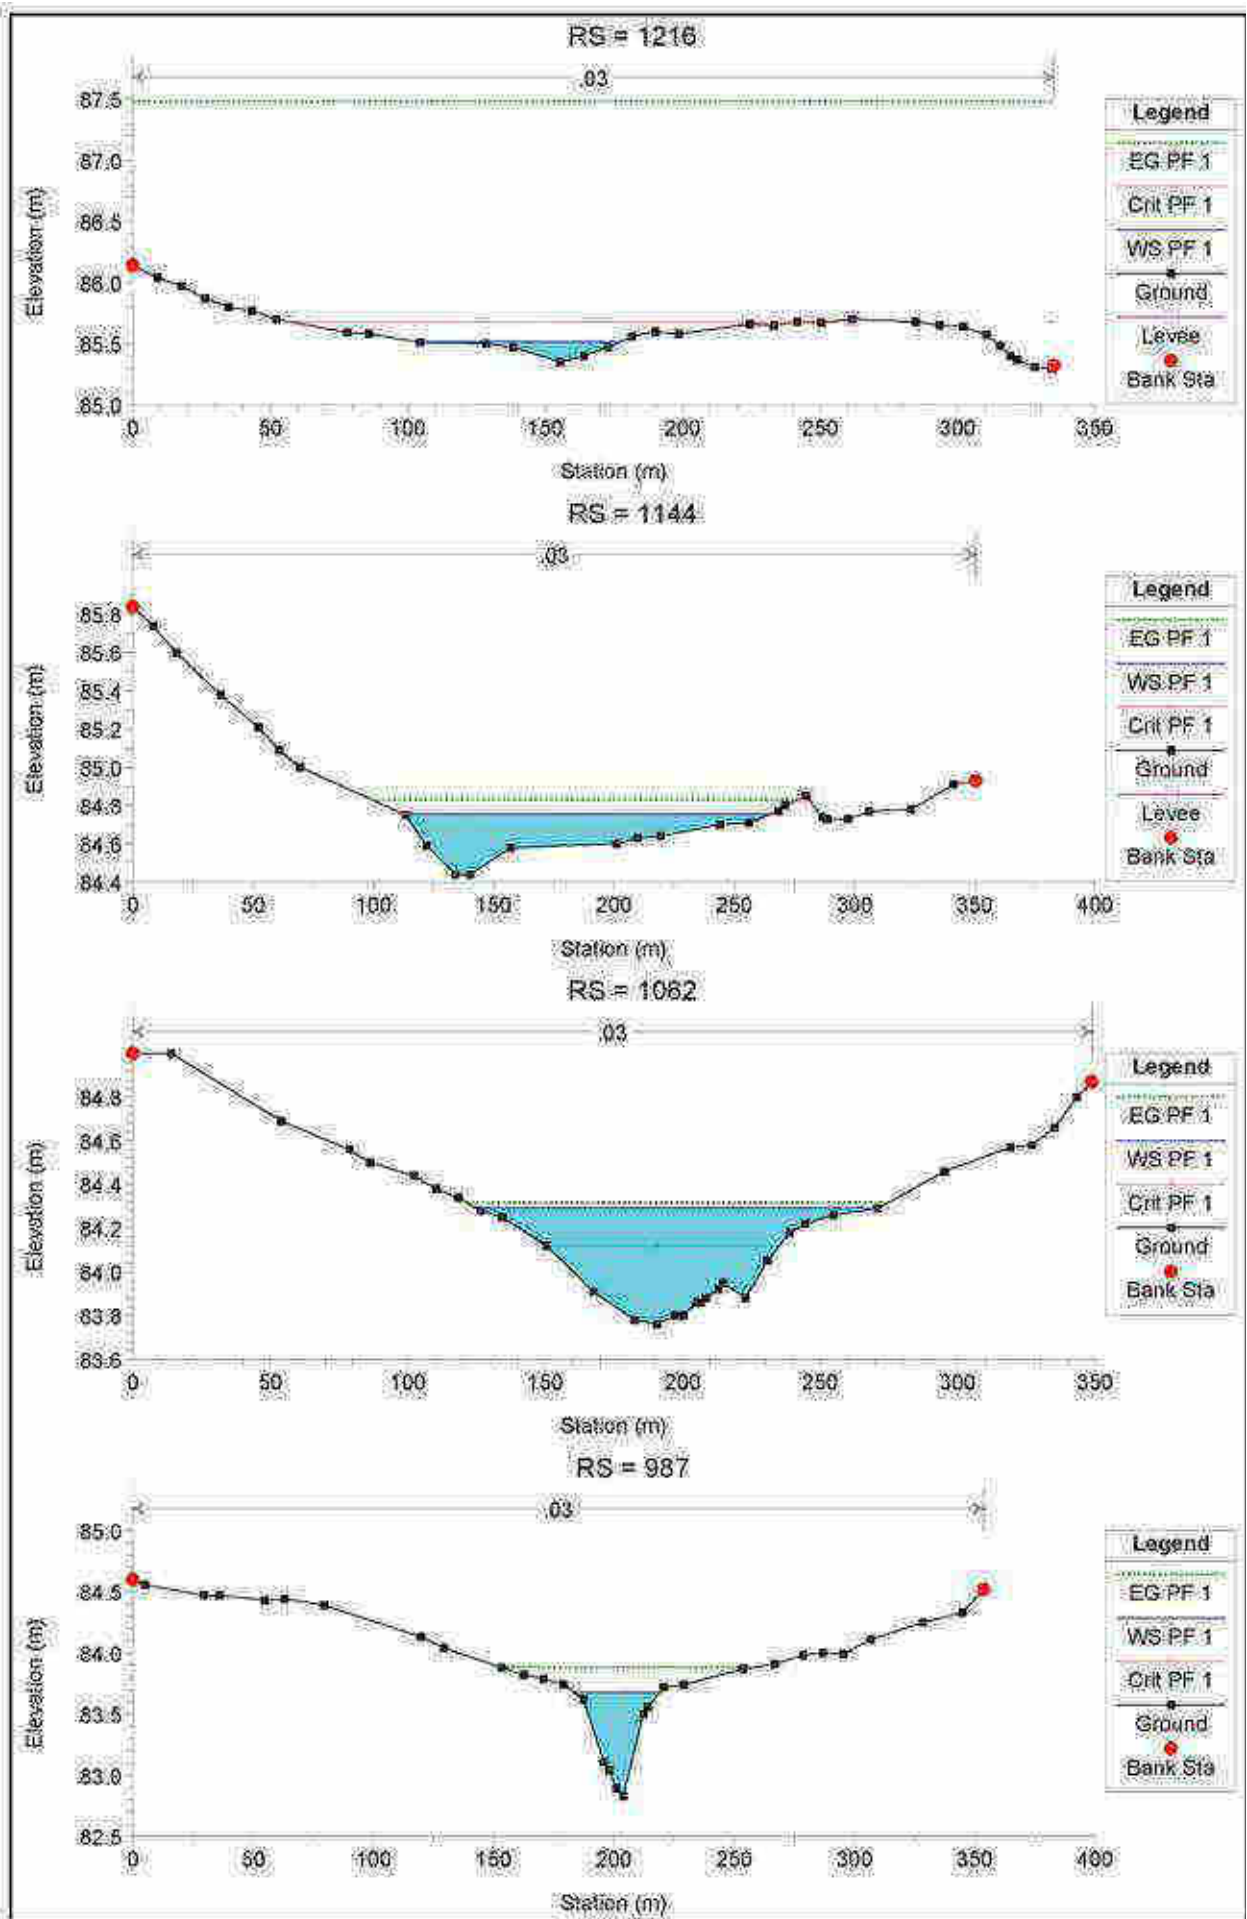 RS = 1216
.03
87.5
87.0
86.5
86.0
85.5
85.0
Elevation (m)
0
50
100
150
200
250
300
350
Station (m)
Legend
EG PF 1
Crit PF 1
WS PF 1
Ground
Levee
Bank Sta
RS = 1144
.03
85.8
85.6
85.4
85.2
85.0
84.8
84.6
84.4
Elevation (m)
0
50
100
150
200
250
300
350
400
Station (m)
Legend
EG PF 1
WS PF 1
Crit PF 1
Ground
Levee
Bank Sta
RS = 1062
.03
84.8
84.6
84.4
84.2
84.0
83.8
83.6
Elevation (m)
0
50
100
150
200
250
300
350
Station (m)
Legend
EG PF 1
WS PF 1
Crit PF 1
Ground
Bank Sta
RS = 987
.03
85.0
84.5
84.0
83.5
83.0
82.5
Elevation (m)
0
50
100
150
200
250
300
350
400
Station (m)
Legend
EG PF 1
WS PF 1
Crit PF 1
Ground
Bank Sta